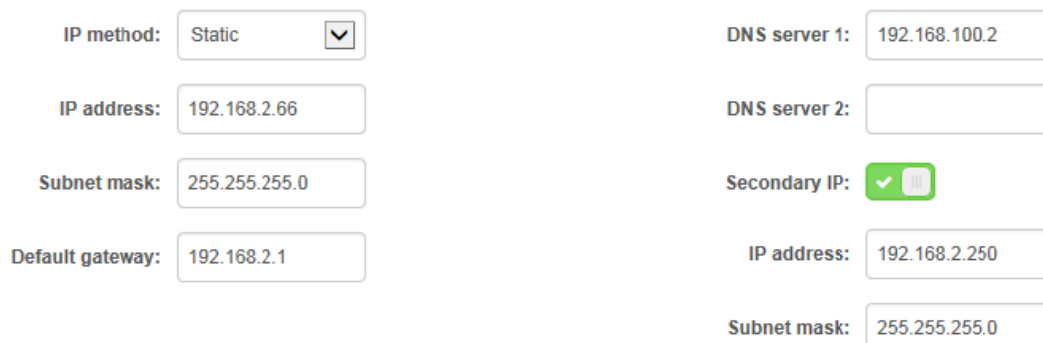 IP method: Static
IP address: 192.168.2.66
Subnet mask: 255.255.255.0
Default gateway: 192.168.2.1
DNS server 1: 192.168.100.2
DNS server 2:
Secondary IP:
IP address: 192.168.2.250
Subnet mask: 255.255.255.0